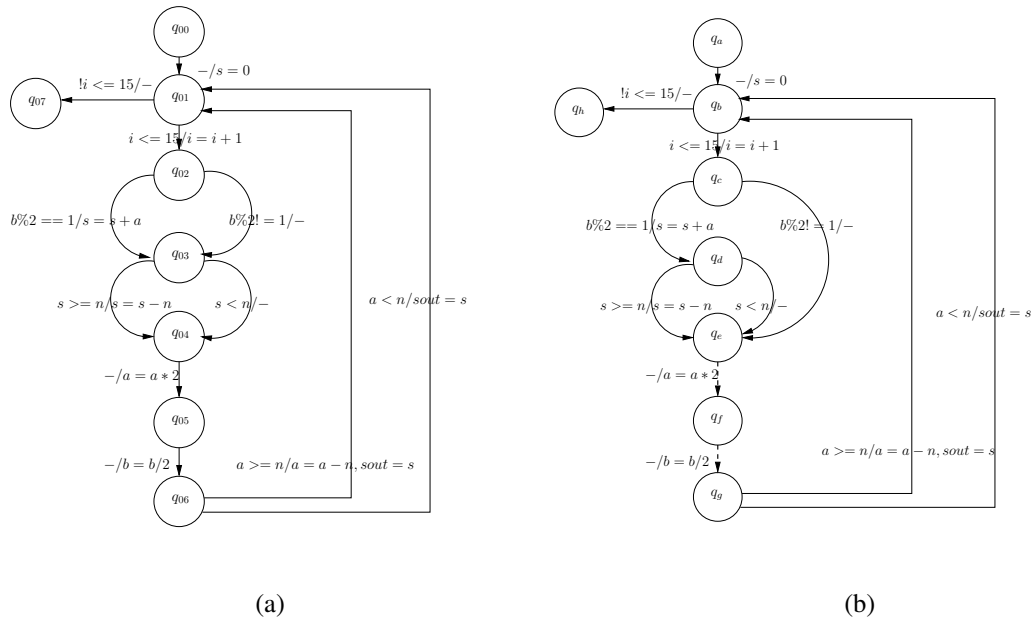 q00
-/s = 0
!i <= 15/-
q07
q01
i <= 15/i = i + 1
q02
b%2 == 1/s = s + a
b%2! = 1/-
q03
s >= n/s = s - n
s < n/-
a < n/sout = s
q04
-/a = a * 2
q05
-/b = b/2
a >= n/a = a - n, sout = s
q06
(a)
qa
-/s = 0
!i <= 15/-
qh
qb
i <= 15/i = i + 1
qc
b%2 == 1/s = s + a
b%2! = 1/-
qd
s >= n/s = s - n
s < n/-
a < n/sout = s
qe
-/a = a * 2
qf
-/b = b/2
a >= n/a = a - n, sout = s
qg
(b)